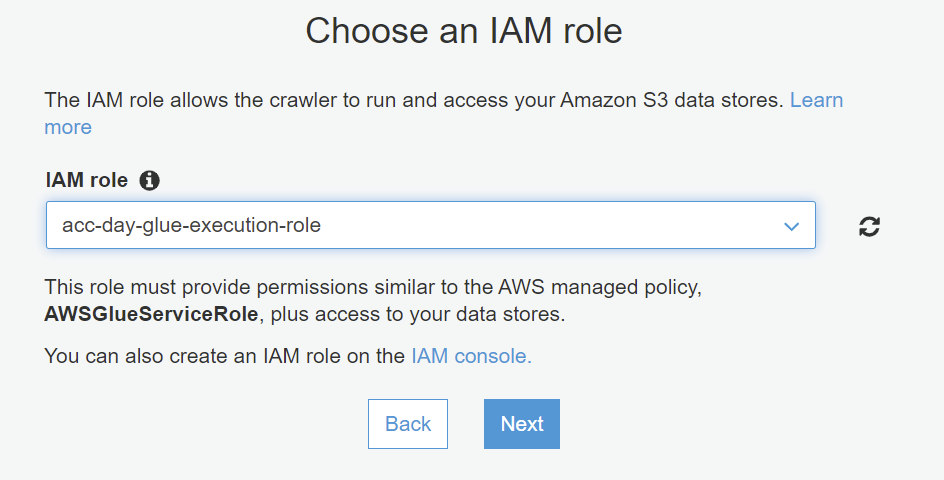 Choose an IAM role
The IAM role allows the crawler to run and access your Amazon S3 data stores. Learn
more
IAM role
acc-day-glue-execution-role
This role must provide permissions similar to the AWS managed policy,
AWSGlueServiceRole, plus access to your data stores.
You can also create an IAM role on the IAM console.
Back Next